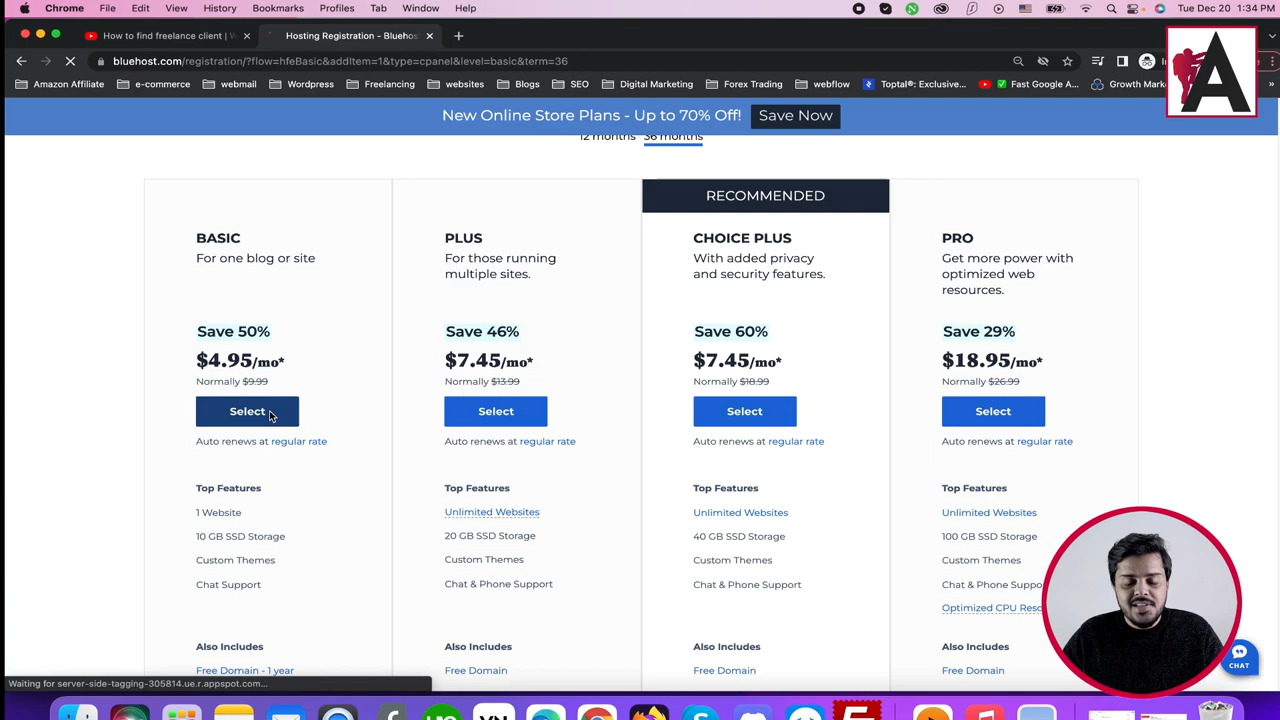 Chrome File Edit View History Bookmarks Profiles Tab Window Help Tue Dec 20 1:34 PM
How to find freelance client | W Hosting Registration - Bluehos
bluehost.com/registration/?flow=hfeBasic&addItem=1&type=cpanel&level=basic&term=36
Amazon Affiliate e-commerce webmail Wordpress Freelancing websites Blogs SEO Digital Marketing Forex Trading webflow Toptal®: Exclusive... Fast Google A... Growth Mark
A
New Online Store Plans - Up to 70% Off! Save Now
12 months 36 months
RECOMMENDED
BASIC
For one blog or site
Save 50%
$4.95/mo*
Normally $9.99
Select
Auto renews at regular rate
Top Features
1 Website
10 GB SSD Storage
Custom Themes
Chat Support
Also Includes
Free Domain - 1 year
PLUS
For those running
multiple sites.
Save 46%
$7.45/mo*
Normally $13.99
Select
Auto renews at regular rate
Top Features
Unlimited Websites
20 GB SSD Storage
Custom Themes
Chat & Phone Support
Also Includes
Free Domain
CHOICE PLUS
With added privacy
and security features.
Save 60%
$7.45/mo*
Normally $18.99
Select
Auto renews at regular rate
Top Features
Unlimited Websites
40 GB SSD Storage
Custom Themes
Chat & Phone Support
Also Includes
Free Domain
PRO
Get more power with
optimized web
resources.
Save 29%
$18.95/mo*
Normally $26.99
Select
Auto renews at regular rate
Top Features
Unlimited Websites
100 GB SSD Storage
Custom Themes
Chat & Phone Suppo
Optimized CPU Reso
Also Includes
Free Domain
CHAT
Waiting for server-side-tagging-305814.ue.r.appspot.com...